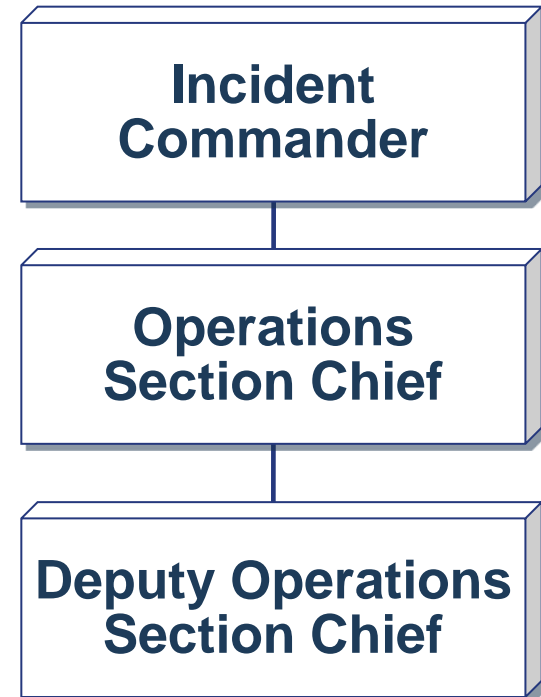 Incident
Commander
Operations
Section Chief
Deputy Operations
Section Chief